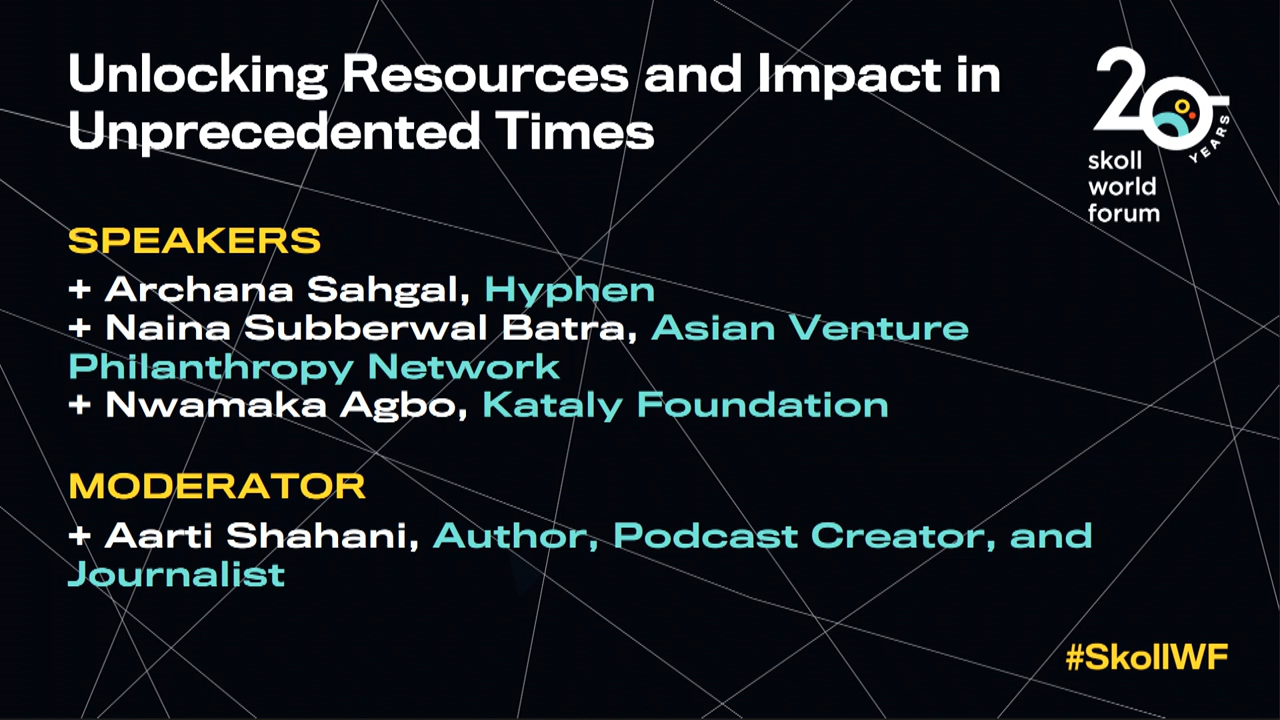 Unlocking Resources and Impact in
Unprecedented Times
20
YEARS
skoll
world
forum
SPEAKERS
+ Archana Sahgal, Hyphen
+ Naina Subberwal Batra, Asian Venture
Philanthropy Network
+ Nwamaka Agbo, Kataly Foundation
MODERATOR
+ Aarti Shahani, Author, Podcast Creator, and
Journalist
#SkollWF